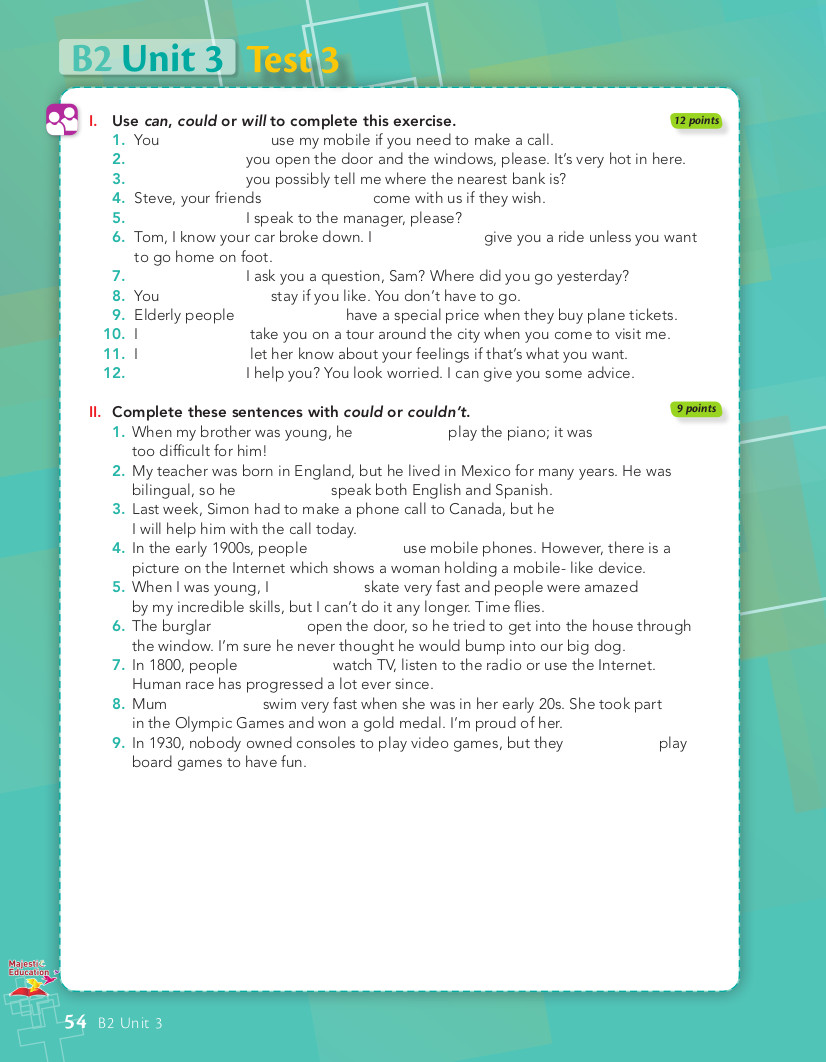 B2 Unit 3 Test 3
I. Use can, could or will to complete this exercise. 12 points
1. You use my mobile if you need to make a call.
2. you open the door and the windows, please. It's very hot in here.
3. you possibly tell me where the nearest bank is?
4. Steve, your friends come with us if they wish.
5. I speak to the manager, please?
6. Tom, I know your car broke down. I give you a ride unless you want
to go home on foot.
7. I ask you a question, Sam? Where did you go yesterday?
8. You stay if you like. You don't have to go.
9. Elderly people have a special price when they buy plane tickets.
10. I take you on a tour around the city when you come to visit me.
11. I let her know about your feelings if that's what you want.
12. I help you? You look worried. I can give you some advice.
II. Complete these sentences with could or couldn't. 9 points
1. When my brother was young, he play the piano; it was
too difficult for him!
2. My teacher was born in England, but he lived in Mexico for many years. He was
bilingual, so he speak both English and Spanish.
3. Last week, Simon had to make a phone call to Canada, but he
I will help him with the call today.
4. In the early 1900s, people use mobile phones. However, there is a
picture on the Internet which shows a woman holding a mobile- like device.
5. When I was young, I skate very fast and people were amazed
by my incredible skills, but I can't do it any longer. Time flies.
6. The burglar open the door, so he tried to get into the house through
the window. I'm sure he never thought he would bump into our big dog.
7. In 1800, people watch TV, listen to the radio or use the Internet.
Human race has progressed a lot ever since.
8. Mum swim very fast when she was in her early 20s. She took part
in the Olympic Games and won a gold medal. I'm proud of her.
9. In 1930, nobody owned consoles to play video games, but they play
board games to have fun.
Majestic
Education
54 B2 Unit 3